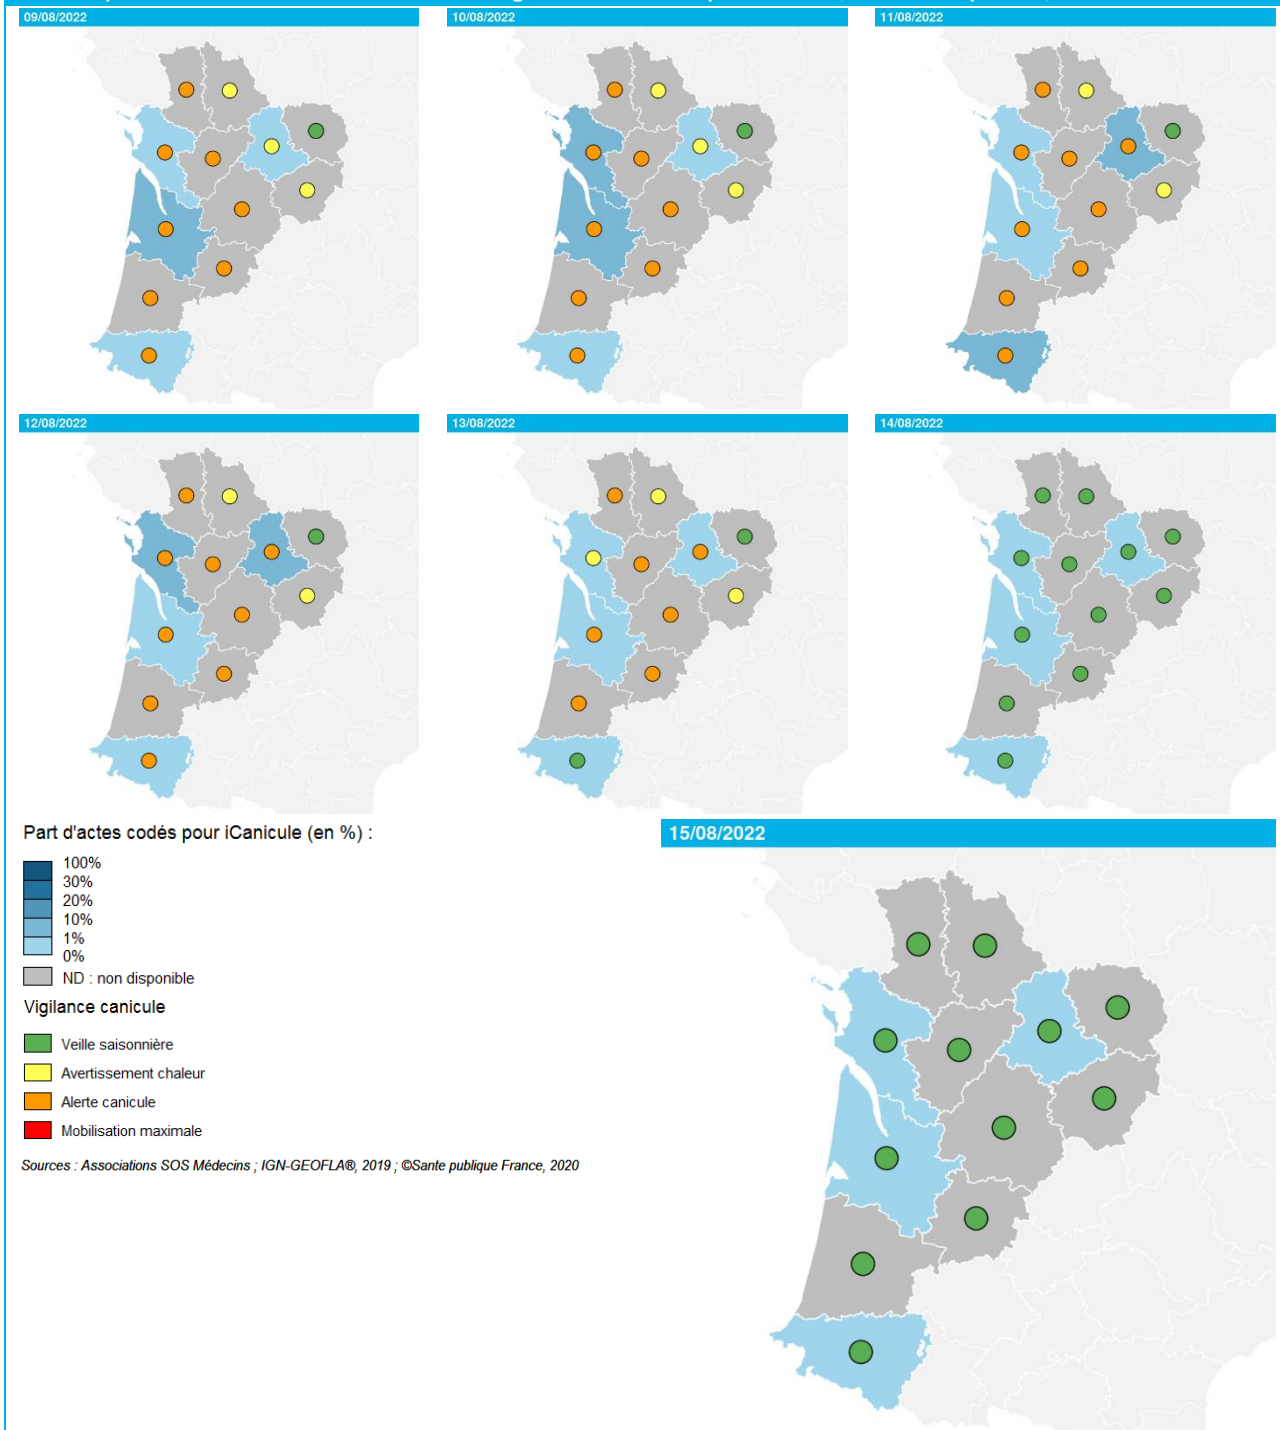 09/08/2022
10/08/2022
11/08/2022
12/08/2022
13/08/2022
14/08/2022
Part d'actes codés pour iCanicule (en %) :
100%
30%
20%
10%
1%
0%
ND : non disponible
Vigilance canicule
Veille saisonnière
Avertissement chaleur
Alerte canicule
Mobilisation maximale
Sources : Associations SOS Médecins ; IGN-GEOFLA®, 2019 ; ©Sante publique France, 2020
15/08/2022